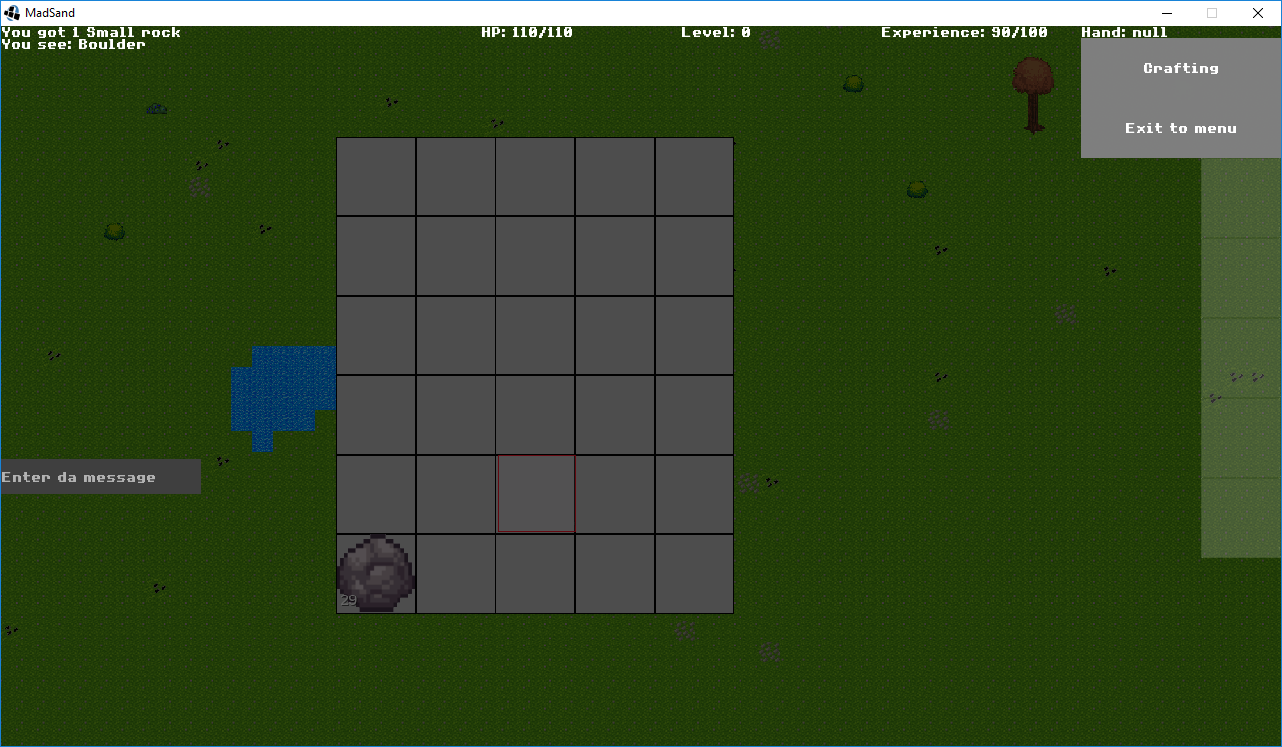 MadSand
You got 1 Small rock
You see: Boulder
HP: 110/110
Level: 0
Experience: 90/100
Hand: null
Crafting
Exit to menu
Enter da message
29